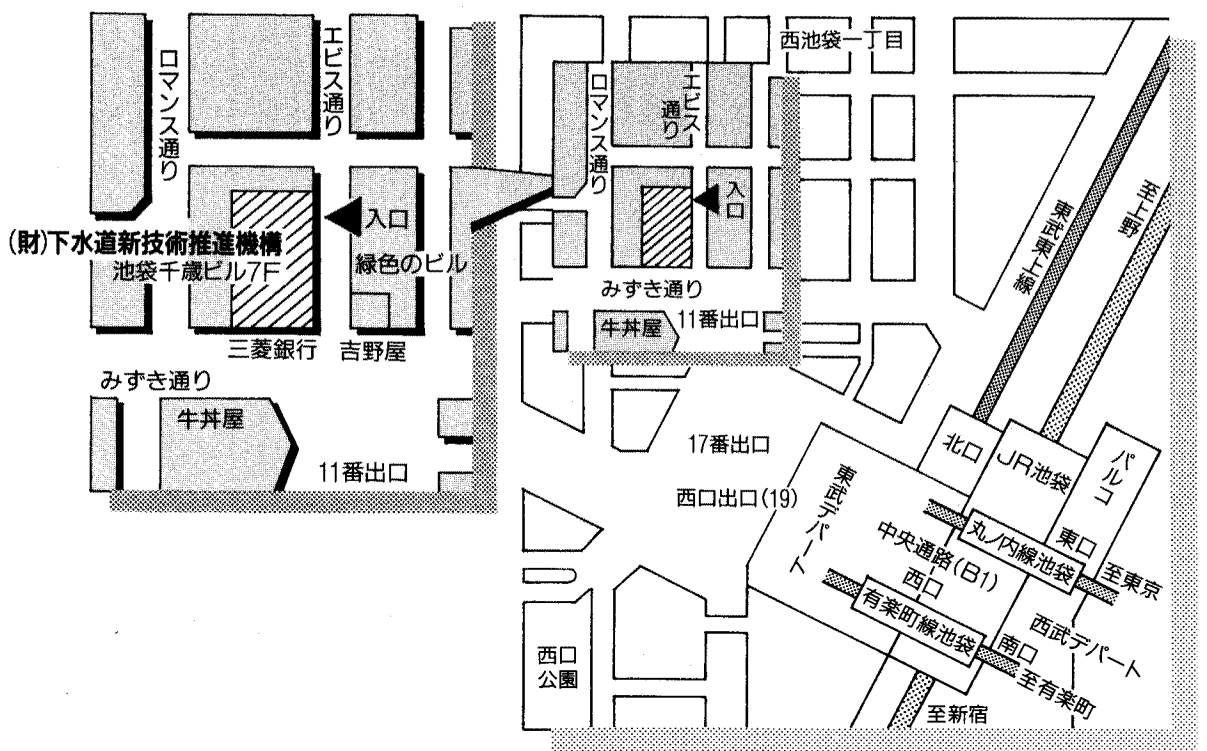 ロマンス通り
エビス通り
(財)下水道新技術推進機構
池袋千歳ビル7F
入口
緑色のビル
三菱銀行
吉野屋
みずき通り
牛丼屋
11番出口
西池袋一丁目
ロマンス通り
エビス通り
入口
みずき通り
牛丼屋
11番出口
17番出口
西口出口(19)
東武デパート
中央通路(B1)
西口
北口
JR池袋
パルコ
東口
丸ノ内線池袋
至東京
有楽町線池袋
南口
西武デパート
至有楽町
至新宿
東武東上線
至上野
西口
公園